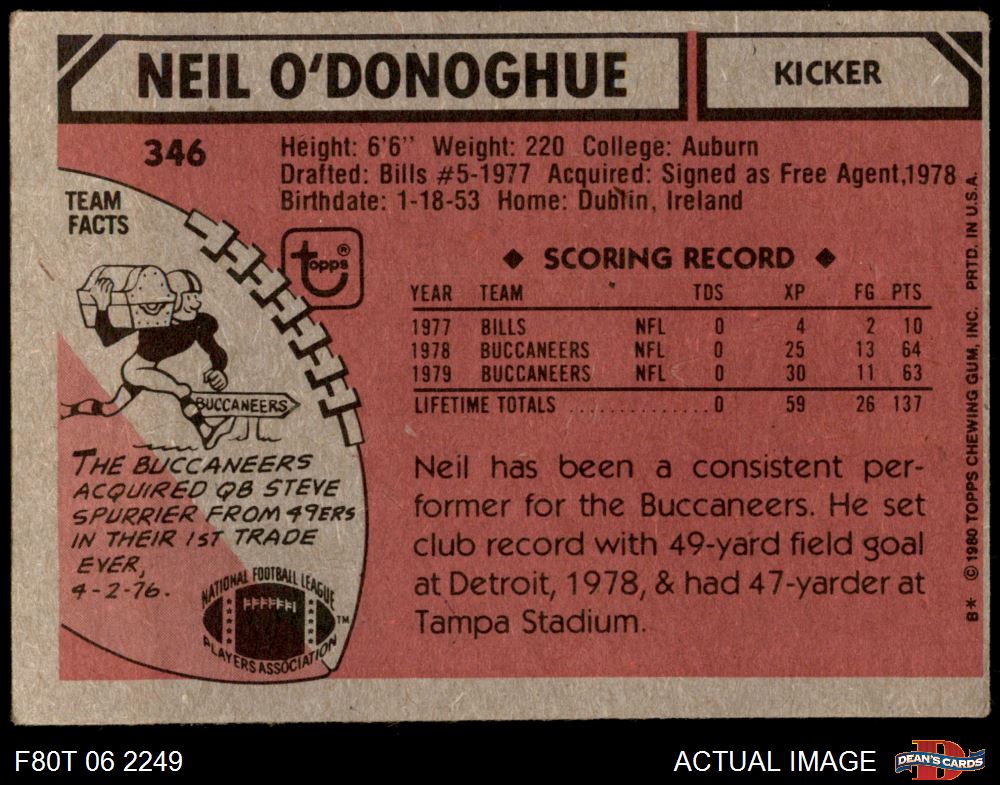 NEIL O'DONOGHUE
KICKER
346
Height: 6'6" Weight: 220 College: Auburn
Drafted: Bills #5-1977 Acquired: Signed as Free Agent,1978
Birthdate: 1-18-53 Home: Dublin, Ireland
TEAM
FACTS
topps®
BUCCANEERS
THE BUCCANEERS
ACQUIRED QB STEVE
SPURRIER FROM 49ERS
IN THEIR 1ST TRADE
EVER,
4-2-76.
NATIONAL FOOTBALL LEAGUE
PLAYERS ASSOCIATION
TM
◆ SCORING RECORD ◆
YEAR TEAM TDS XP FG PTS
1977 BILLS NFL 0 4 2 10
1978 BUCCANEERS NFL 0 25 13 64
1979 BUCCANEERS NFL 0 30 11 63
LIFETIME TOTALS ..............0 59 26 137
Neil has been a consistent per-
former for the Buccaneers. He set
club record with 49-yard field goal
at Detroit, 1978, & had 47-yarder at
Tampa Stadium.
B* © 1980 TOPPS CHEWING GUM, INC. PRTD. IN U.S.A.
F80T 06 2249
ACTUAL IMAGE
D
DEAN'S CARDS